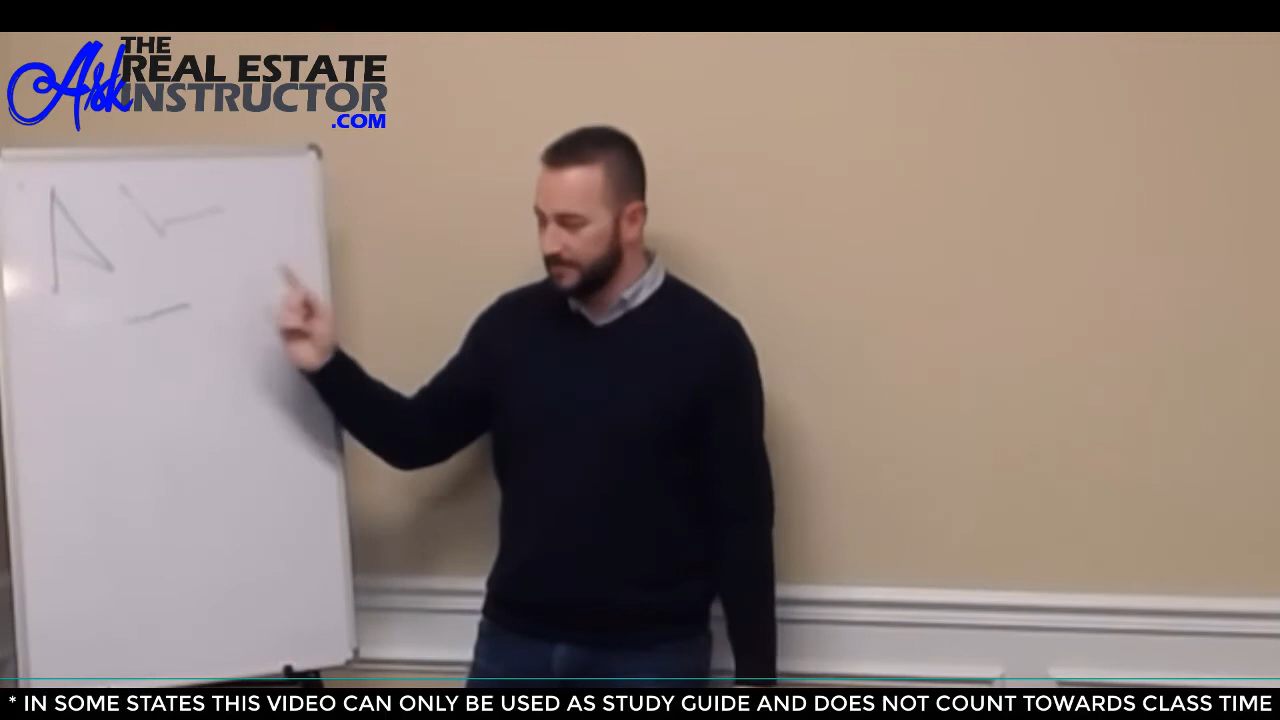 THE
Ask REAL ESTATE
INSTRUCTOR
.COM
* IN SOME STATES THIS VIDEO CAN ONLY BE USED AS STUDY GUIDE AND DOES NOT COUNT TOWARDS CLASS TIME